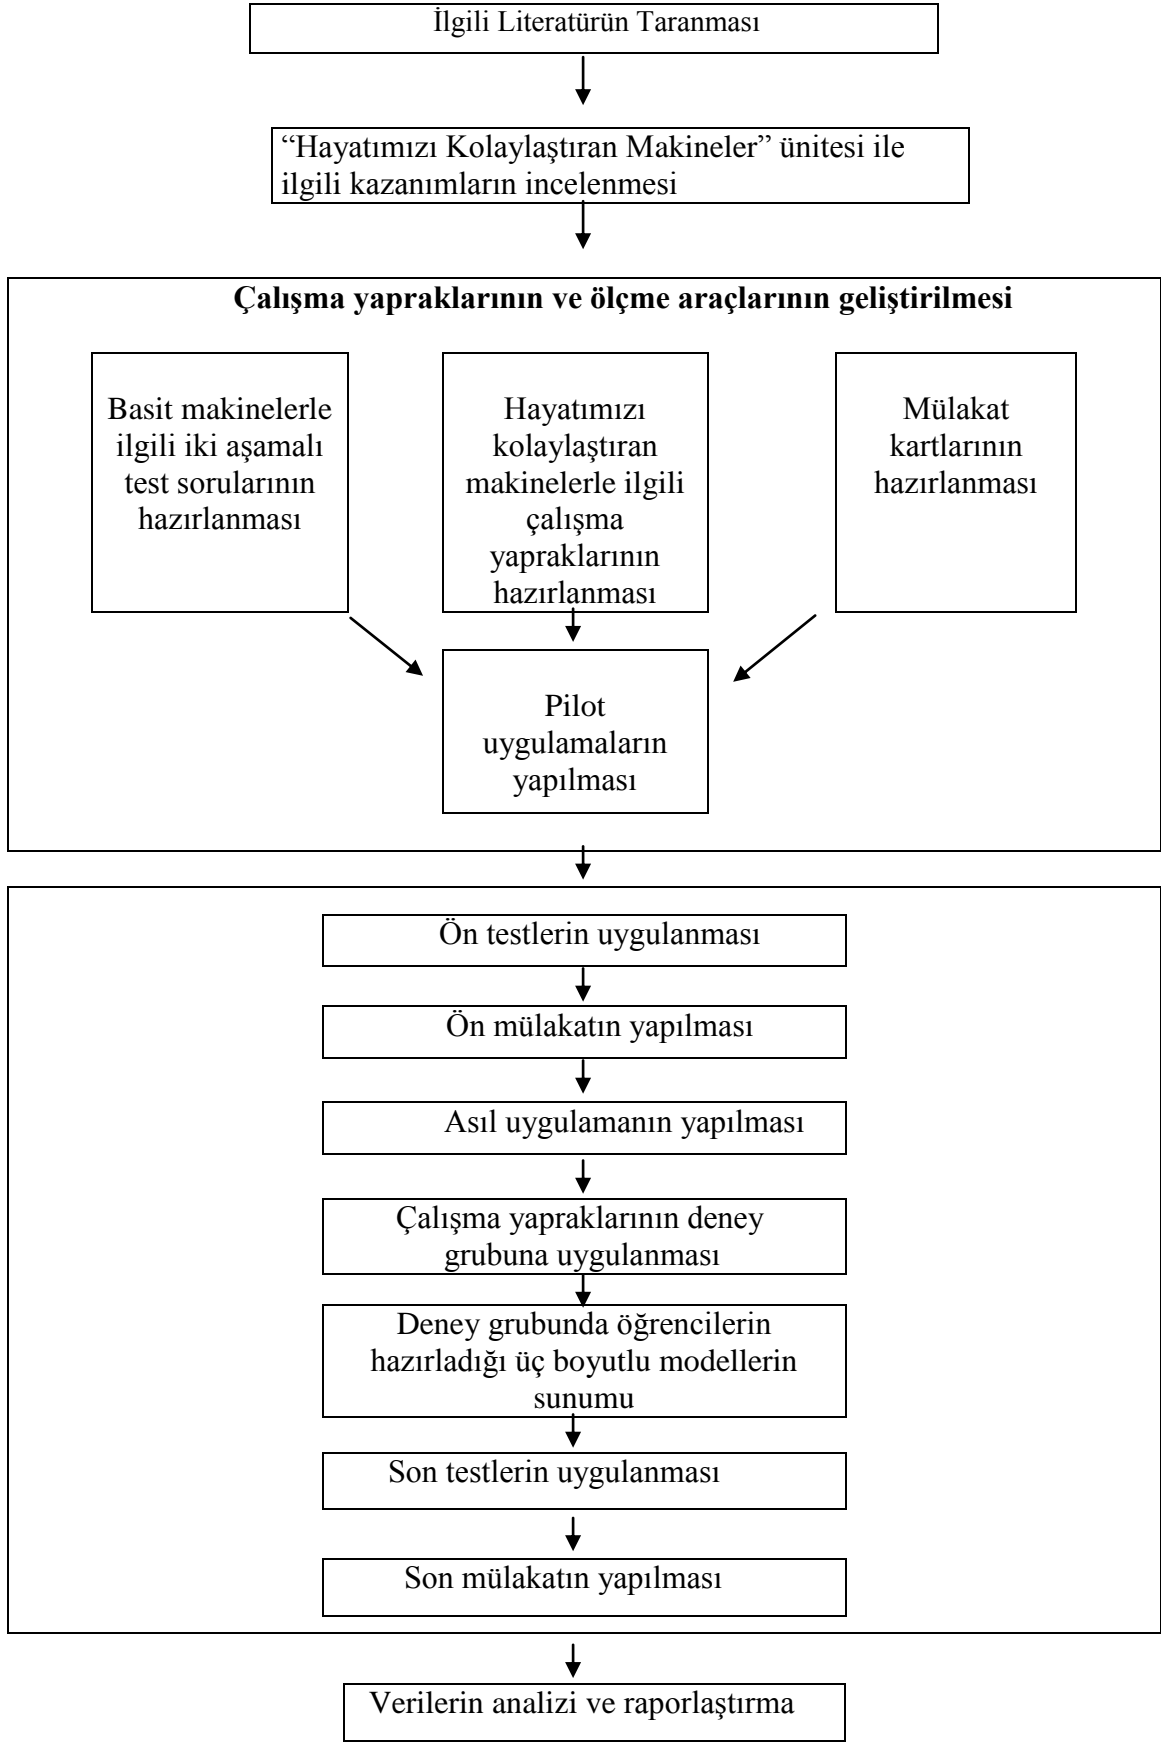 İlgili Literatürün Taranması
“Hayatımızı Kolaylaştıran Makineler” ünitesi ile
ilgili kazanımların incelenmesi
Çalışma yapraklarının ve ölçme araçlarının geliştirilmesi
Basit makinelerle
ilgili iki aşamalı
test sorularının
hazırlanması
Hayatımızı
kolaylaştıran
makinelerle ilgili
çalışma
yapraklarının
hazırlanması
Mülakat
kartlarının
hazırlanması
Pilot
uygulamaların
yapılması
Ön testlerin uygulanması
Ön mülakatın yapılması
Asıl uygulamanın yapılması
Çalışma yapraklarının deney
grubuna uygulanması
Deney grubunda öğrencilerin
hazırladığı üç boyutlu modellerin
sunumu
Son testlerin uygulanması
Son mülakatın yapılması
Verilerin analizi ve raporlaştırma